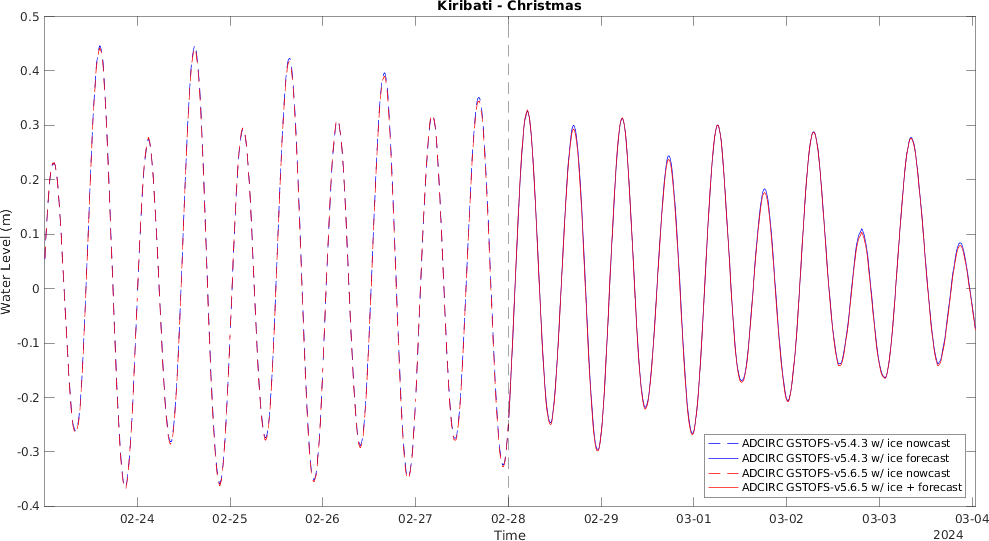 Kiribati - Christmas
0.5
0.4
0.3
0.2
0.1
0
-0.1
-0.2
-0.3
-0.4
Water Level (m)
02-24 02-25 02-26 02-27 02-28 02-29 03-01 03-02 03-03 03-04
Time
2024
ADCIRC GSTOFS-v5.4.3 w/ ice nowcast
ADCIRC GSTOFS-v5.4.3 w/ ice forecast
ADCIRC GSTOFS-v5.6.5 w/ ice nowcast
ADCIRC GSTOFS-v5.6.5 w/ ice + forecast